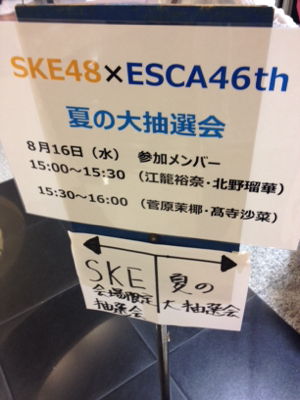 SKE48×ESCA46th
夏の大抽選会
8月16日（水） 参加メンバー
15:00～15:30 （江籠裕奈・北野瑠華）
15:30～16:00 （菅原茉椰・髙寺沙菜）
SKE
会場限定
抽選会
夏の
大抽選会